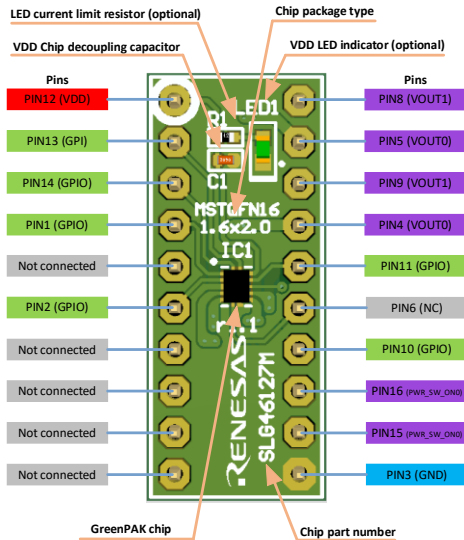 LED current limit resistor (optional)
Chip package type
VDD Chip decoupling capacitor
VDD LED indicator (optional)
Pins
Pins
PIN12 (VDD)
PIN8 (VOUT1)
PIN13 (GPI)
PIN5 (VOUT0)
PIN14 (GPIO)
PIN9 (VOUT1)
PIN1 (GPIO)
PIN4 (VOUT0)
Not connected
PIN11 (GPIO)
PIN2 (GPIO)
PIN6 (NC)
Not connected
PIN10 (GPIO)
Not connected
PIN16 (PWR_SW_ON0)
Not connected
PIN15 (PWR_SW_ON0)
Not connected
PIN3 (GND)
LED1
R1
C1
MSTQFN16
1.6x2.0
IC1
RENESAS
SLG46127M
GreenPAK chip
Chip part number